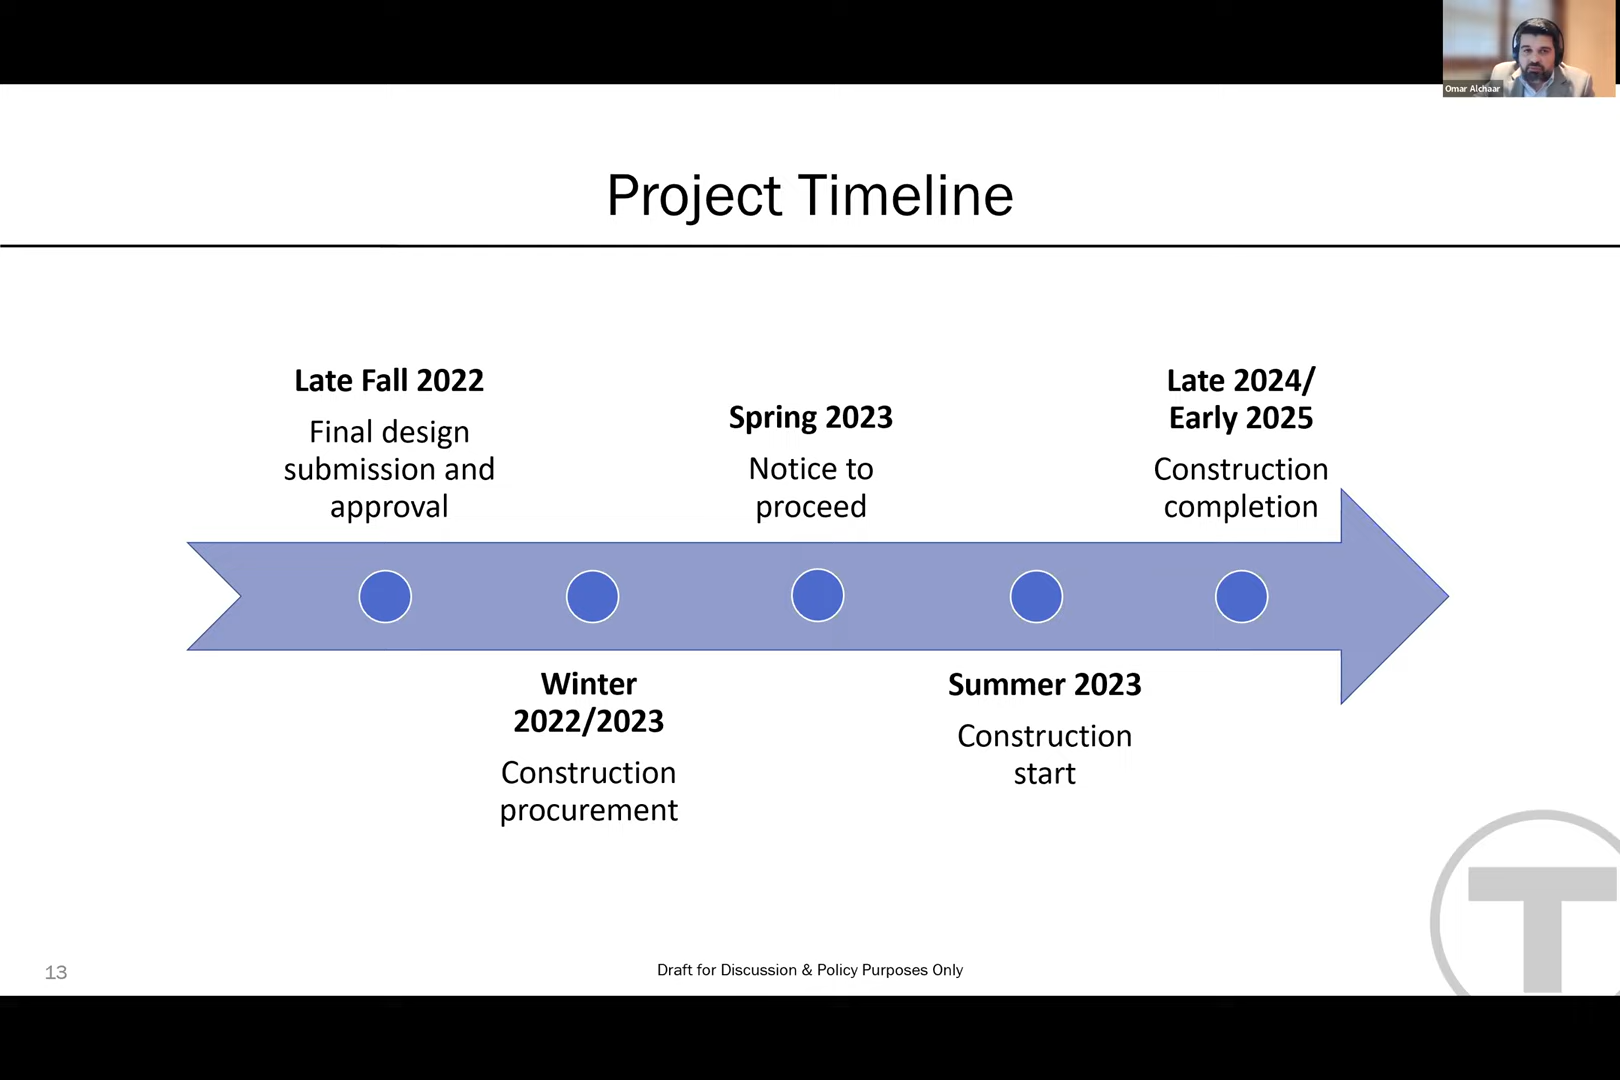 Omar Alchaar
Project Timeline
Late Fall 2022
Final design
submission and
approval
Winter
2022/2023
Construction
procurement
Spring 2023
Notice to
proceed
Summer 2023
Construction
start
Late 2024/
Early 2025
Construction
completion
T
13
Draft for Discussion & Policy Purposes Only